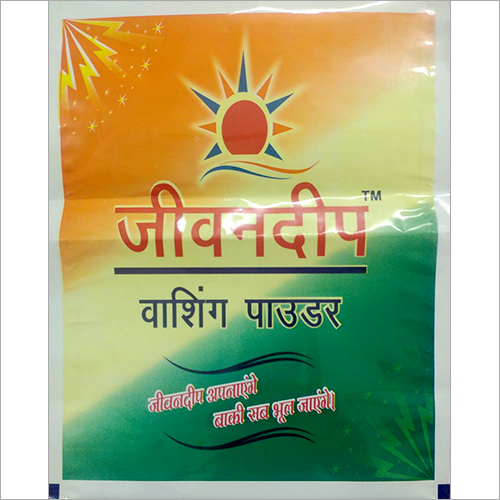 जीवनदीप™
वाशिंग पाउडर
जीवनदीप अपनाएंगे
बाकी सब भूल जाएंगे।